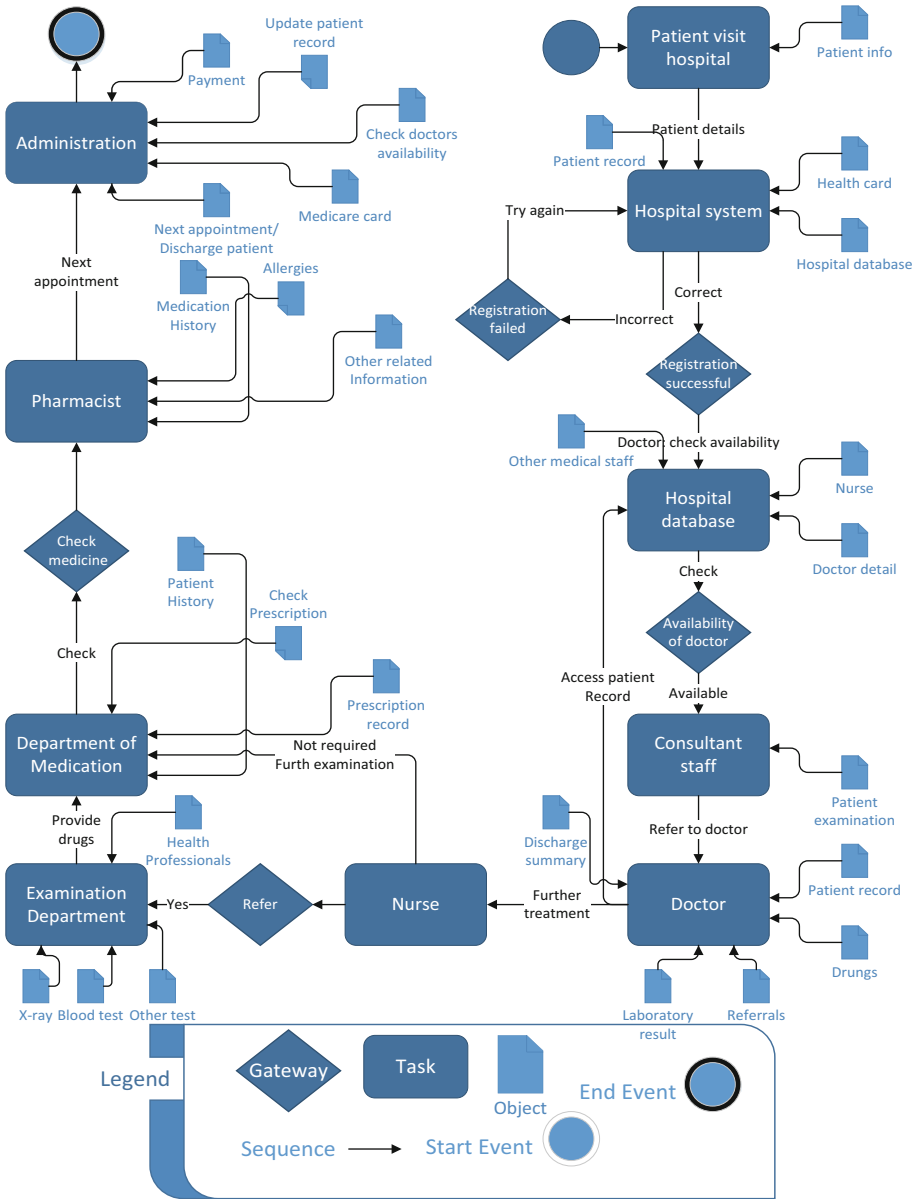 Update patient
record
Payment
Administration
Check doctors
availability
Medicare card
Next appointment/
Discharge patient
Next
appointment
Allergies
Medication
History
Other related
Information
Pharmacist
Check
medicine
Patient
History
Check
Prescription
Check
Prescription
record
Department of
Medication
Not required
Furth examination
Provide
drugs
Health
Professionals
Examination
Department
Yes
Refer
Nurse
X-ray
Blood test
Other test
Patient visit
hospital
Patient info
Patient details
Patient record
Hospital system
Health card
Hospital database
Try again
Registration
failed
Incorrect
Correct
Registration
successful
Doctor: check availability
Other medical staff
Hospital
database
Nurse
Doctor detail
Check
Availability
of doctor
Access patient
Record
Available
Consultant
staff
Patient
examination
Refer to doctor
Discharge
summary
Further
treatment
Doctor
Patient record
Drungs
Laboratory
result
Referrals
Legend
Gateway
Task
Object
End Event
Sequence
Start Event